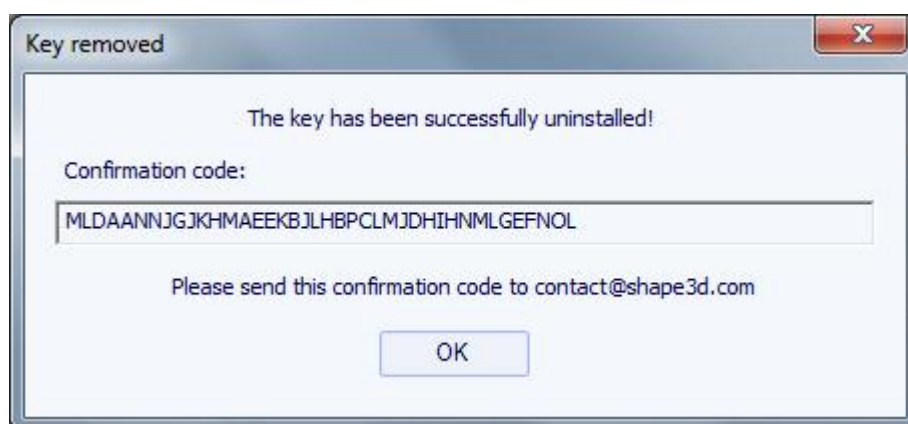 Key removed
The key has been successfully uninstalled!
Confirmation code:
MLDAANNJGJKHMAEEKBJLHBPCLMJDHIHNMLGEFNOL
Please send this confirmation code to contact@shape3d.com
OK